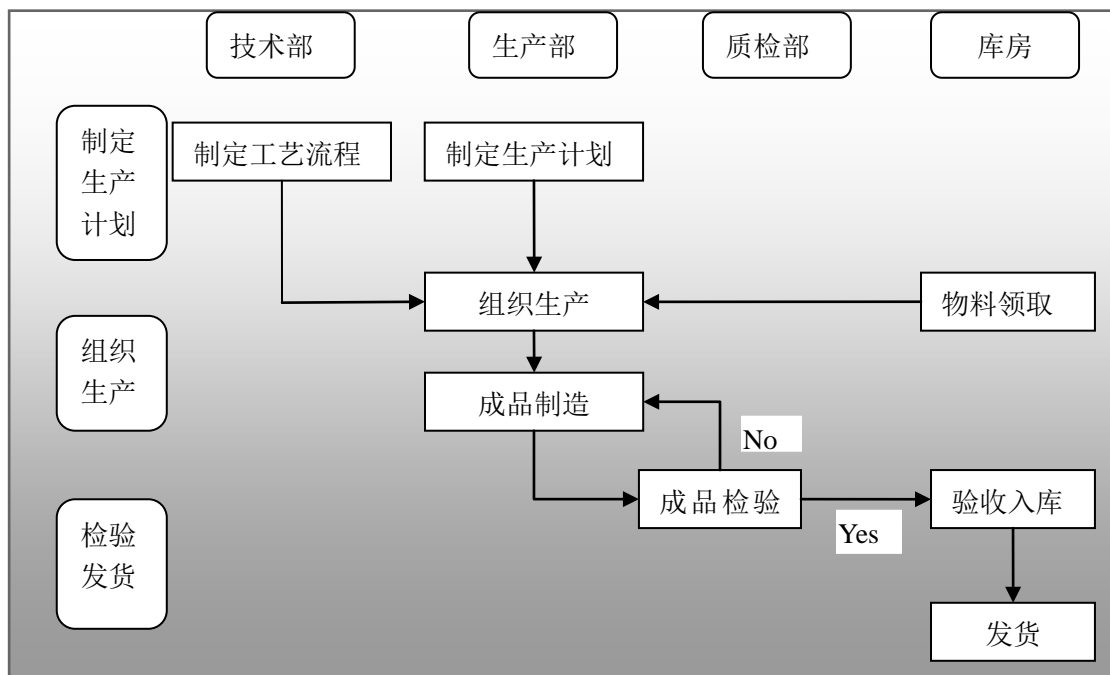 技术部
生产部
质检部
库房
制定
生产
计划
制定工艺流程
制定生产计划
组织生产
物料领取
组织
生产
成品制造
No
成品检验
验收入库
Yes
检验
发货
发货